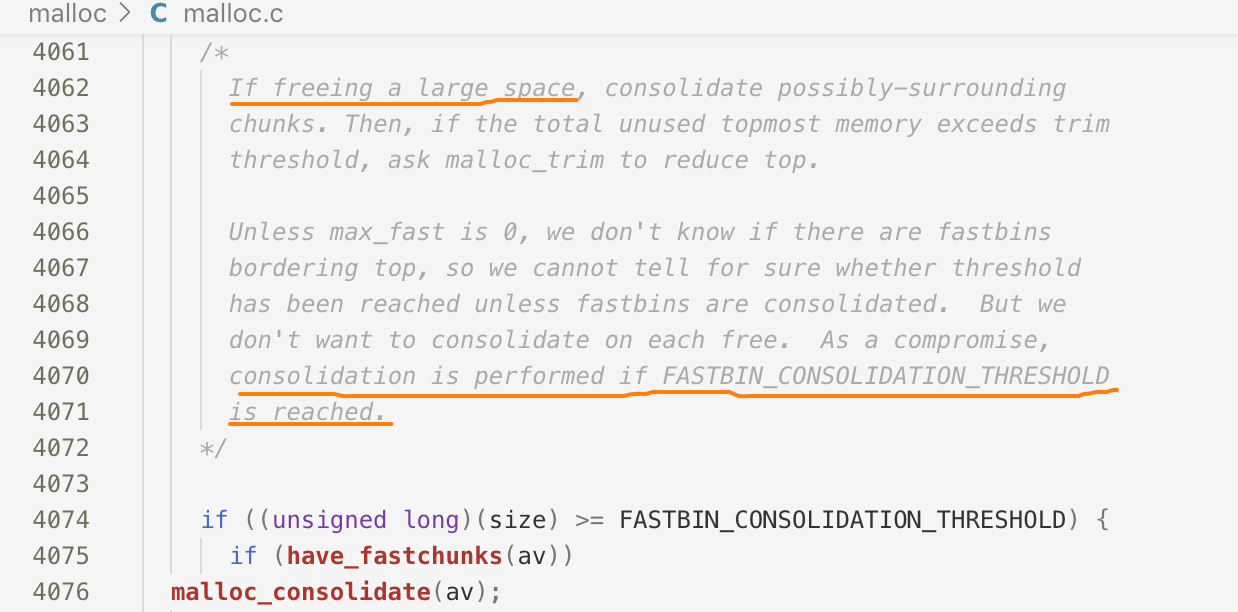 malloc > C malloc.c
4061 /*
4062 If freeing a large space, consolidate possibly-surrounding
4063 chunks. Then, if the total unused topmost memory exceeds trim
4064 threshold, ask malloc_trim to reduce top.
4065
4066 Unless max_fast is 0, we don't know if there are fastbins
4067 bordering top, so we cannot tell for sure whether threshold
4068 has been reached unless fastbins are consolidated.  But we
4069 don't want to consolidate on each free.  As a compromise,
4070 consolidation is performed if FASTBIN_CONSOLIDATION_THRESHOLD
4071 is reached.
4072 */
4073
4074 if ((unsigned long)(size) >= FASTBIN_CONSOLIDATION_THRESHOLD) {
4075 if (have_fastchunks(av))
4076 malloc_consolidate(av);